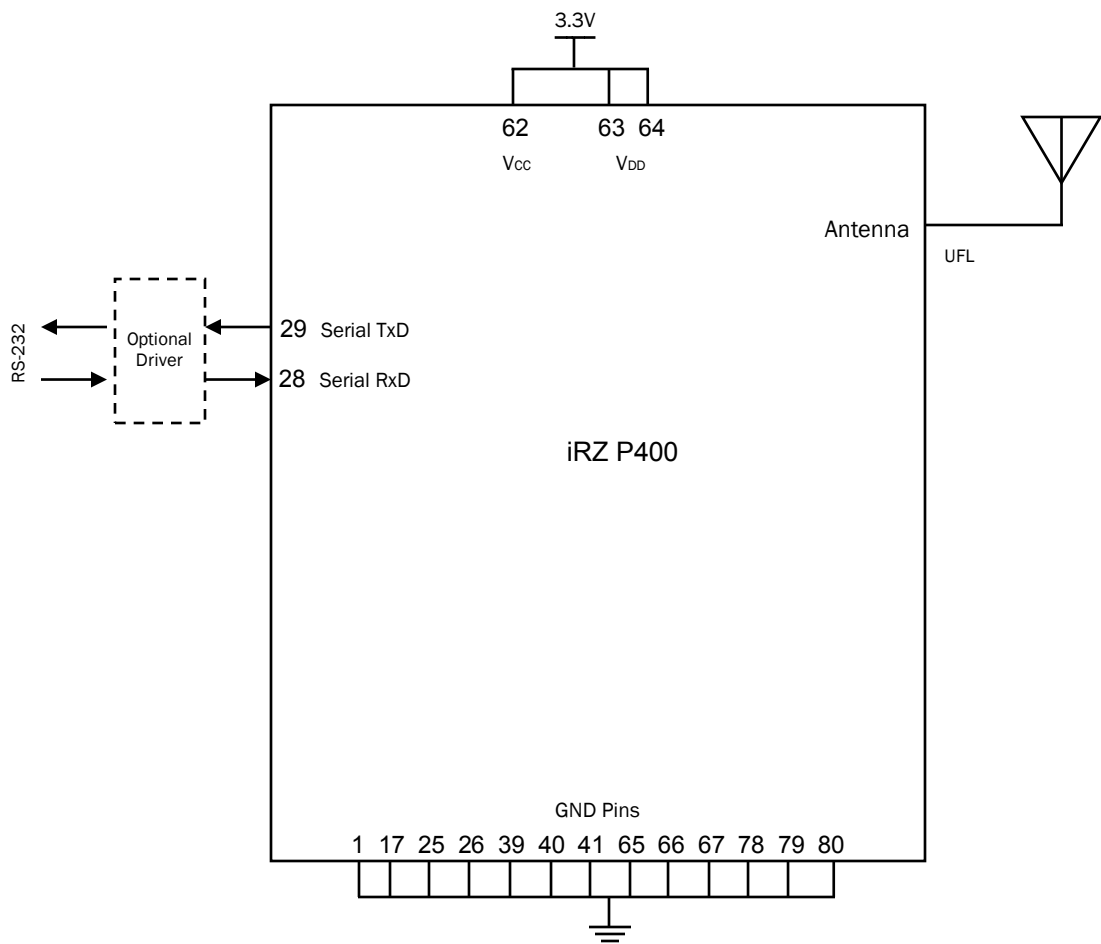 3.3V
62 63 64
VCC VDD
Antenna
UFL
29 Serial TxD
Optional
Driver
RS-232
28 Serial RxD
iRZ P400
GND Pins
1 17 25 26 39 40 41 65 66 67 78 79 80